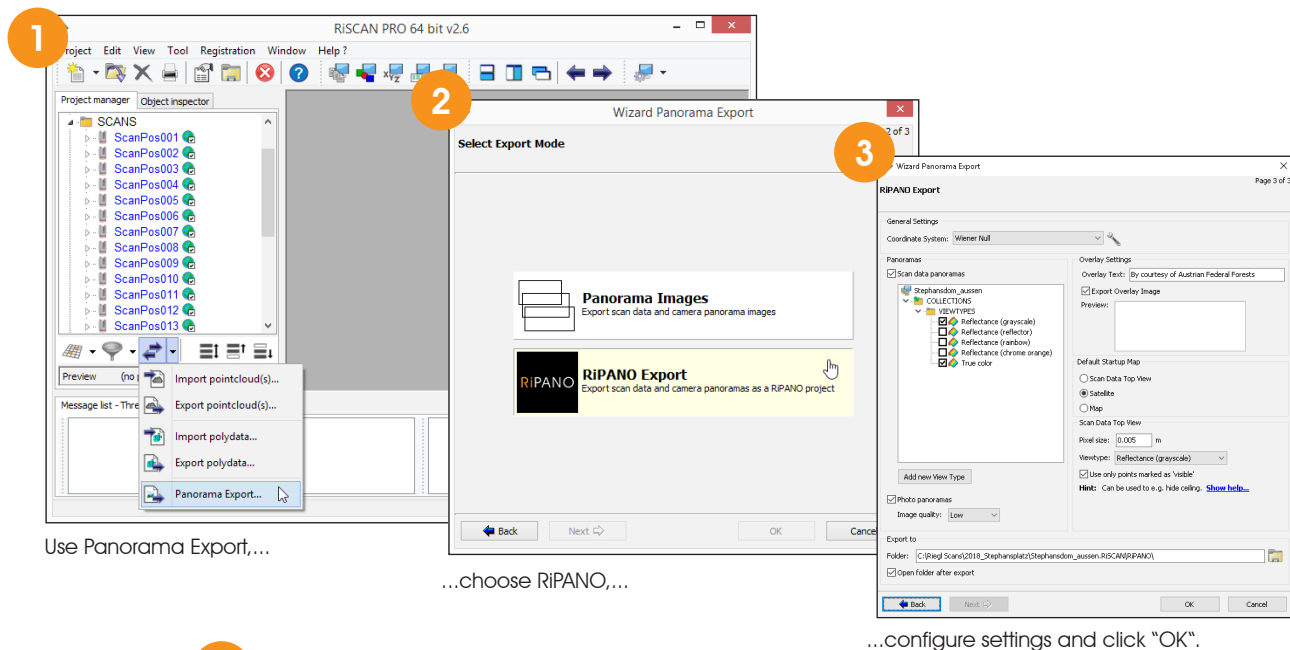 1
RiSCAN PRO 64 bit v2.6
roject Edit View Tool Registration Window Help ?
Project manager Object inspector
SCANS
ScanPos001
ScanPos002
ScanPos003
ScanPos004
ScanPos005
ScanPos006
ScanPos007
ScanPos008
ScanPos009
ScanPos010
ScanPos011
ScanPos012
ScanPos013
Preview (no
Message list - Thre
Import pointcloud(s)...
Export pointcloud(s)...
Import polydata...
Export polydata...
Panorama Export...
Use Panorama Export,...
2
Wizard Panorama Export
2 of 3
Select Export Mode
Panorama Images
Export scan data and camera panorama images
RiPANO
RiPANO Export
Export scan data and camera panoramas as a RiPANO project
Back Next OK Cance
...choose RiPANO,...
3
Wizard Panorama Export
Page 3 of 3
RiPANO Export
General Settings
Coordinate System: Wiener Null
Panoramas
Scan data panoramas
Stephansdom_aussen
COLLECTIONS
VIEWTYPES
Reflectance (grayscale)
Reflectance (reflector)
Reflectance (rainbow)
Reflectance (chrome orange)
True color
Add new View Type
Photo panoramas
Image quality: Low
Overlay Settings
Overlay Text: By courtesy of Austrian Federal Forests
Export Overlay Image
Preview:
Default Startup Map
Scan Data Top View
Satellite
Map
Scan Data Top View
Pixel size: 0.005 m
Viewtype: Reflectance (grayscale)
Use only points marked as 'visible'
Hint: Can be used to e.g. hide ceiling. Show help...
Export to
Folder: C:\Riegl Scans\2018_Stephansplatz\Stephansdom_aussen.RiSCAN\RiPANO\
Open folder after export
Back Next OK Cancel
...configure settings and click “OK“.